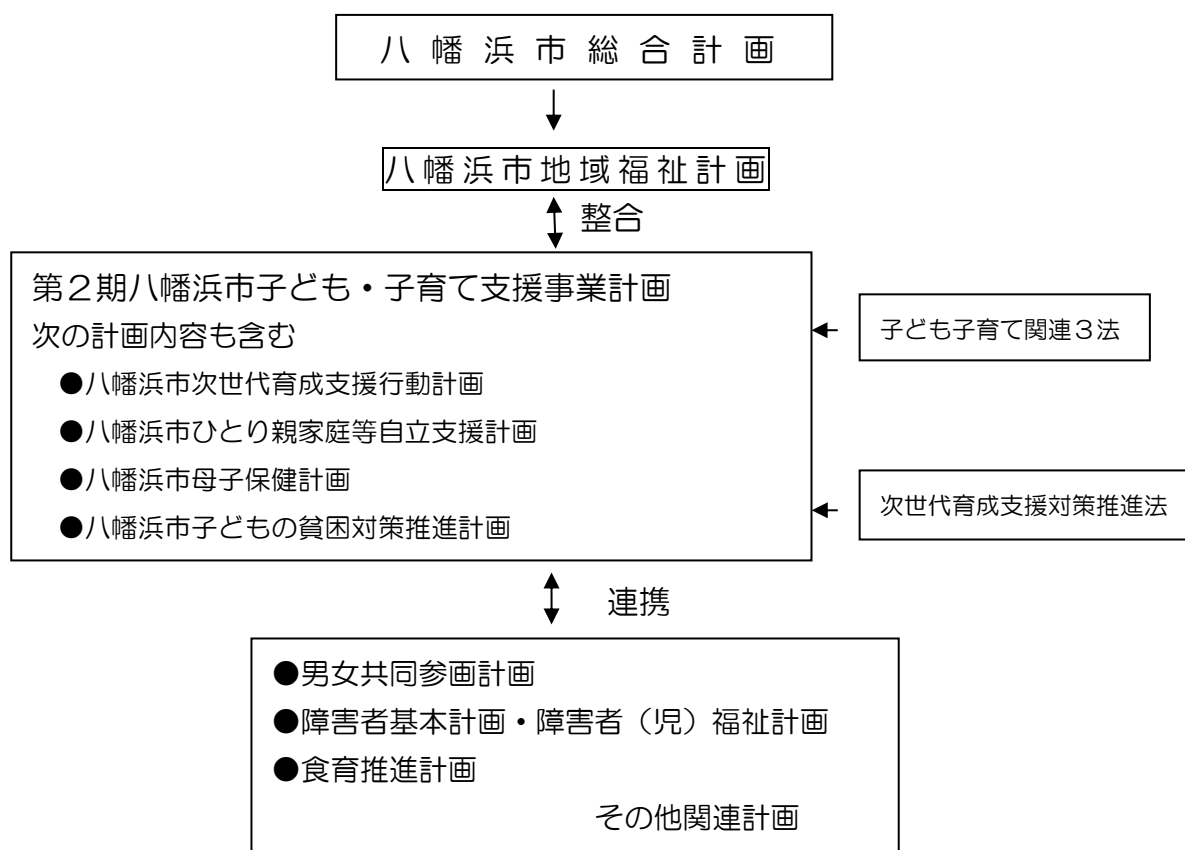 八幡浜市総合計画
八幡浜市地域福祉計画
整合
第２期八幡浜市子ども・子育て支援事業計画
次の計画内容も含む
●八幡浜市次世代育成支援行動計画
●八幡浜市ひとり親家庭等自立支援計画
●八幡浜市母子保健計画
●八幡浜市子どもの貧困対策推進計画
子ども子育て関連３法
次世代育成支援対策推進法
連携
●男女共同参画計画
●障害者基本計画・障害者（児）福祉計画
●食育推進計画
その他関連計画